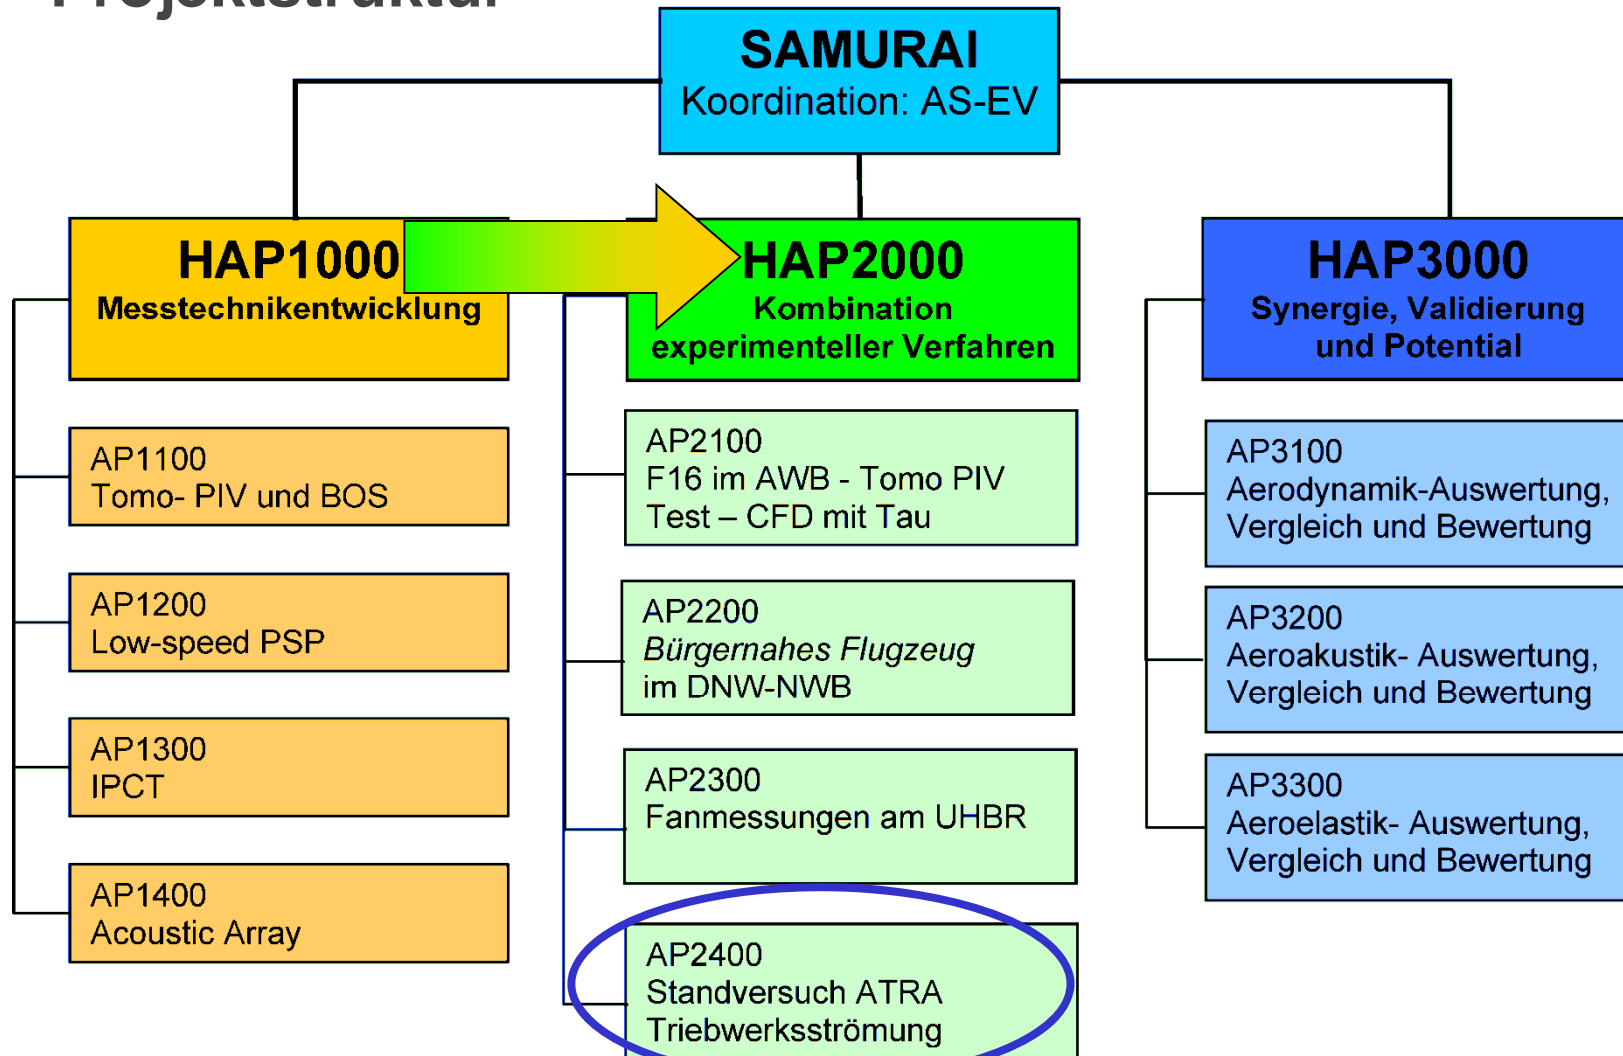 Projektstruktur
SAMURAI
Koordination: AS-EV
HAP1000
Messtechnikentwicklung
AP1100
Tomo- PIV und BOS
AP1200
Low-speed PSP
AP1300
IPCT
AP1400
Acoustic Array
HAP2000
Kombination
experimenteller Verfahren
AP2100
F16 im AWB - Tomo PIV
Test – CFD mit Tau
AP2200
Bürgernahes Flugzeug
im DNW-NWB
AP2300
Fanmessungen am UHBR
AP2400
Standversuch ATRA
Triebwerksströmung
HAP3000
Synergie, Validierung
und Potential
AP3100
Aerodynamik-Auswertung,
Vergleich und Bewertung
AP3200
Aeroakustik- Auswertung,
Vergleich und Bewertung
AP3300
Aeroelastik- Auswertung,
Vergleich und Bewertung